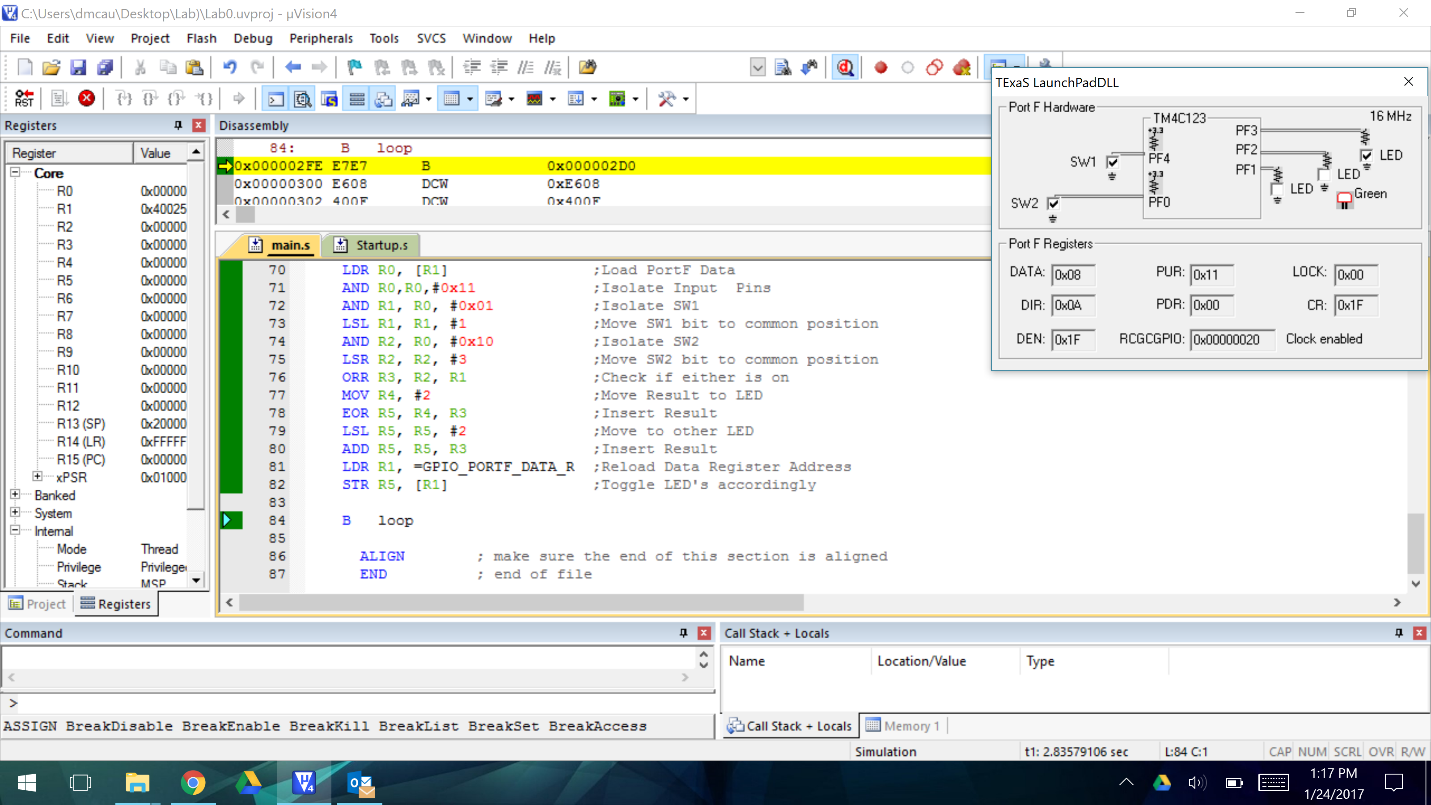 C:\Users\dmcau\Desktop\Lab)\Lab0.uvproj - µVision4
File Edit View Project Flash Debug Peripherals Tools SVCS Window Help
RST
Registers
Register Value
Core
R0 0x00000
R1 0x40025
R2 0x00000
R3 0x00000
R4 0x00000
R5 0x00000
R6 0x00000
R7 0x00000
R8 0x00000
R9 0x00000
R10 0x00000
R11 0x00000
R12 0x00000
R13 (SP) 0x20000
R14 (LR) 0xFFFFF
R15 (PC) 0x00000
xPSR 0x01000
Banked
System
Internal
Mode Thread
Privilege Privilege
Stack MSP
Project Registers
Disassembly
84: B loop
0x000002FE E7E7 B 0x000002D0
0x00000300 E608 DCW 0xE608
0x00000302 400F DCW 0x400F
main.s Startup.s
70 LDR R0, [R1] ;Load PortF Data
71 AND R0,R0,#0x11 ;Isolate Input Pins
72 AND R1, R0, #0x01 ;Isolate SW1
73 LSL R1, R1, #1 ;Move SW1 bit to common position
74 AND R2, R0, #0x10 ;Isolate SW2
75 LSR R2, R2, #3 ;Move SW2 bit to common position
76 ORR R3, R2, R1 ;Check if either is on
77 MOV R4, #2 ;Move Result to LED
78 EOR R5, R4, R3 ;Insert Result
79 LSL R5, R5, #2 ;Move to other LED
80 ADD R5, R5, R3 ;Insert Result
81 LDR R1, =GPIO_PORTF_DATA_R ;Reload Data Register Address
82 STR R5, [R1] ;Toggle LED's accordingly
83
84 B loop
85
86 ALIGN ; make sure the end of this section is aligned
87 END ; end of file
TExaS LaunchPadDLL
Port F Hardware
16 MHz
TM4C123
+3.3
PF3
PF2
PF1
SW1
PF4
+3.3
SW2
PF0
LED
LED
LED
Green
Port F Registers
DATA: 0x08 PUR: 0x11 LOCK: 0x00
DIR: 0x0A PDR: 0x00 CR: 0x1F
DEN: 0x1F RCGCGPIO: 0x00000020 Clock enabled
Command
>
ASSIGN BreakDisable BreakEnable BreakKill BreakList BreakSet BreakAccess
Call Stack + Locals
Name Location/Value Type
Call Stack + Locals Memory 1
Simulation t1: 2.83579106 sec L:84 C:1 CAP NUM SCRL OVR R/W
1:17 PM
1/24/2017